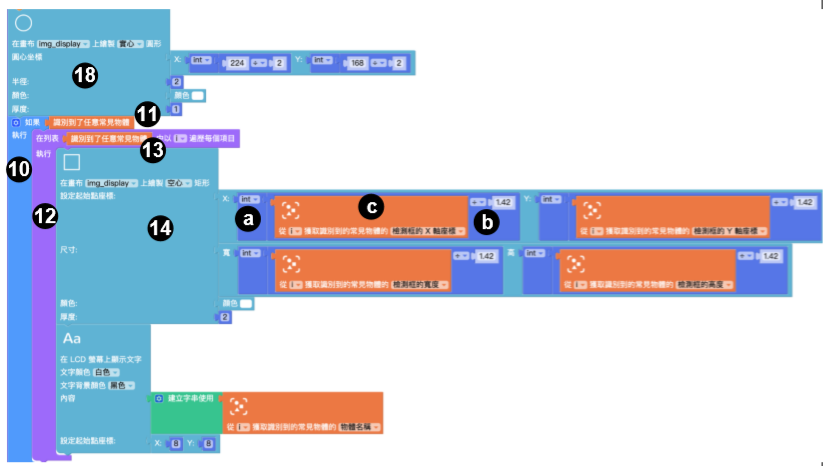 在畫布 img_display 上繪製 實心 圓形
圓心坐標 X: int 224 ÷ 2 Y: int 168 ÷ 2
18
半徑: 2
顏色: 顏色
厚度: 1
11
如果 識別到了任意常見物體
執行 在列表 識別到了任意常見物體 中以 i 遍歷每個項目
13
執行
10
在畫布 img_display 上繪製 空心 矩形
設定起始點座標: X: int ÷ 1.42 Y: int ÷ 1.42
12
14
a
c
b
從 i 獲取識別到的常見物體的 檢測框的 X 軸座標 從 i 獲取識別到的常見物體的 檢測框的 Y 軸座標
尺寸: 寬 int ÷ 1.42 高 int ÷ 1.42
從 i 獲取識別到的常見物體的 檢測框的寬度 從 i 獲取識別到的常見物體的 檢測框的高度
顏色: 顏色
厚度: 2
Aa
在 LCD 螢幕上顯示文字
文字顏色 白色
文字背景顏色 黑色
內容 建立字串使用
從 i 獲取識別到的常見物體的 物體名稱
設定起始點座標: X: 8 Y: 8